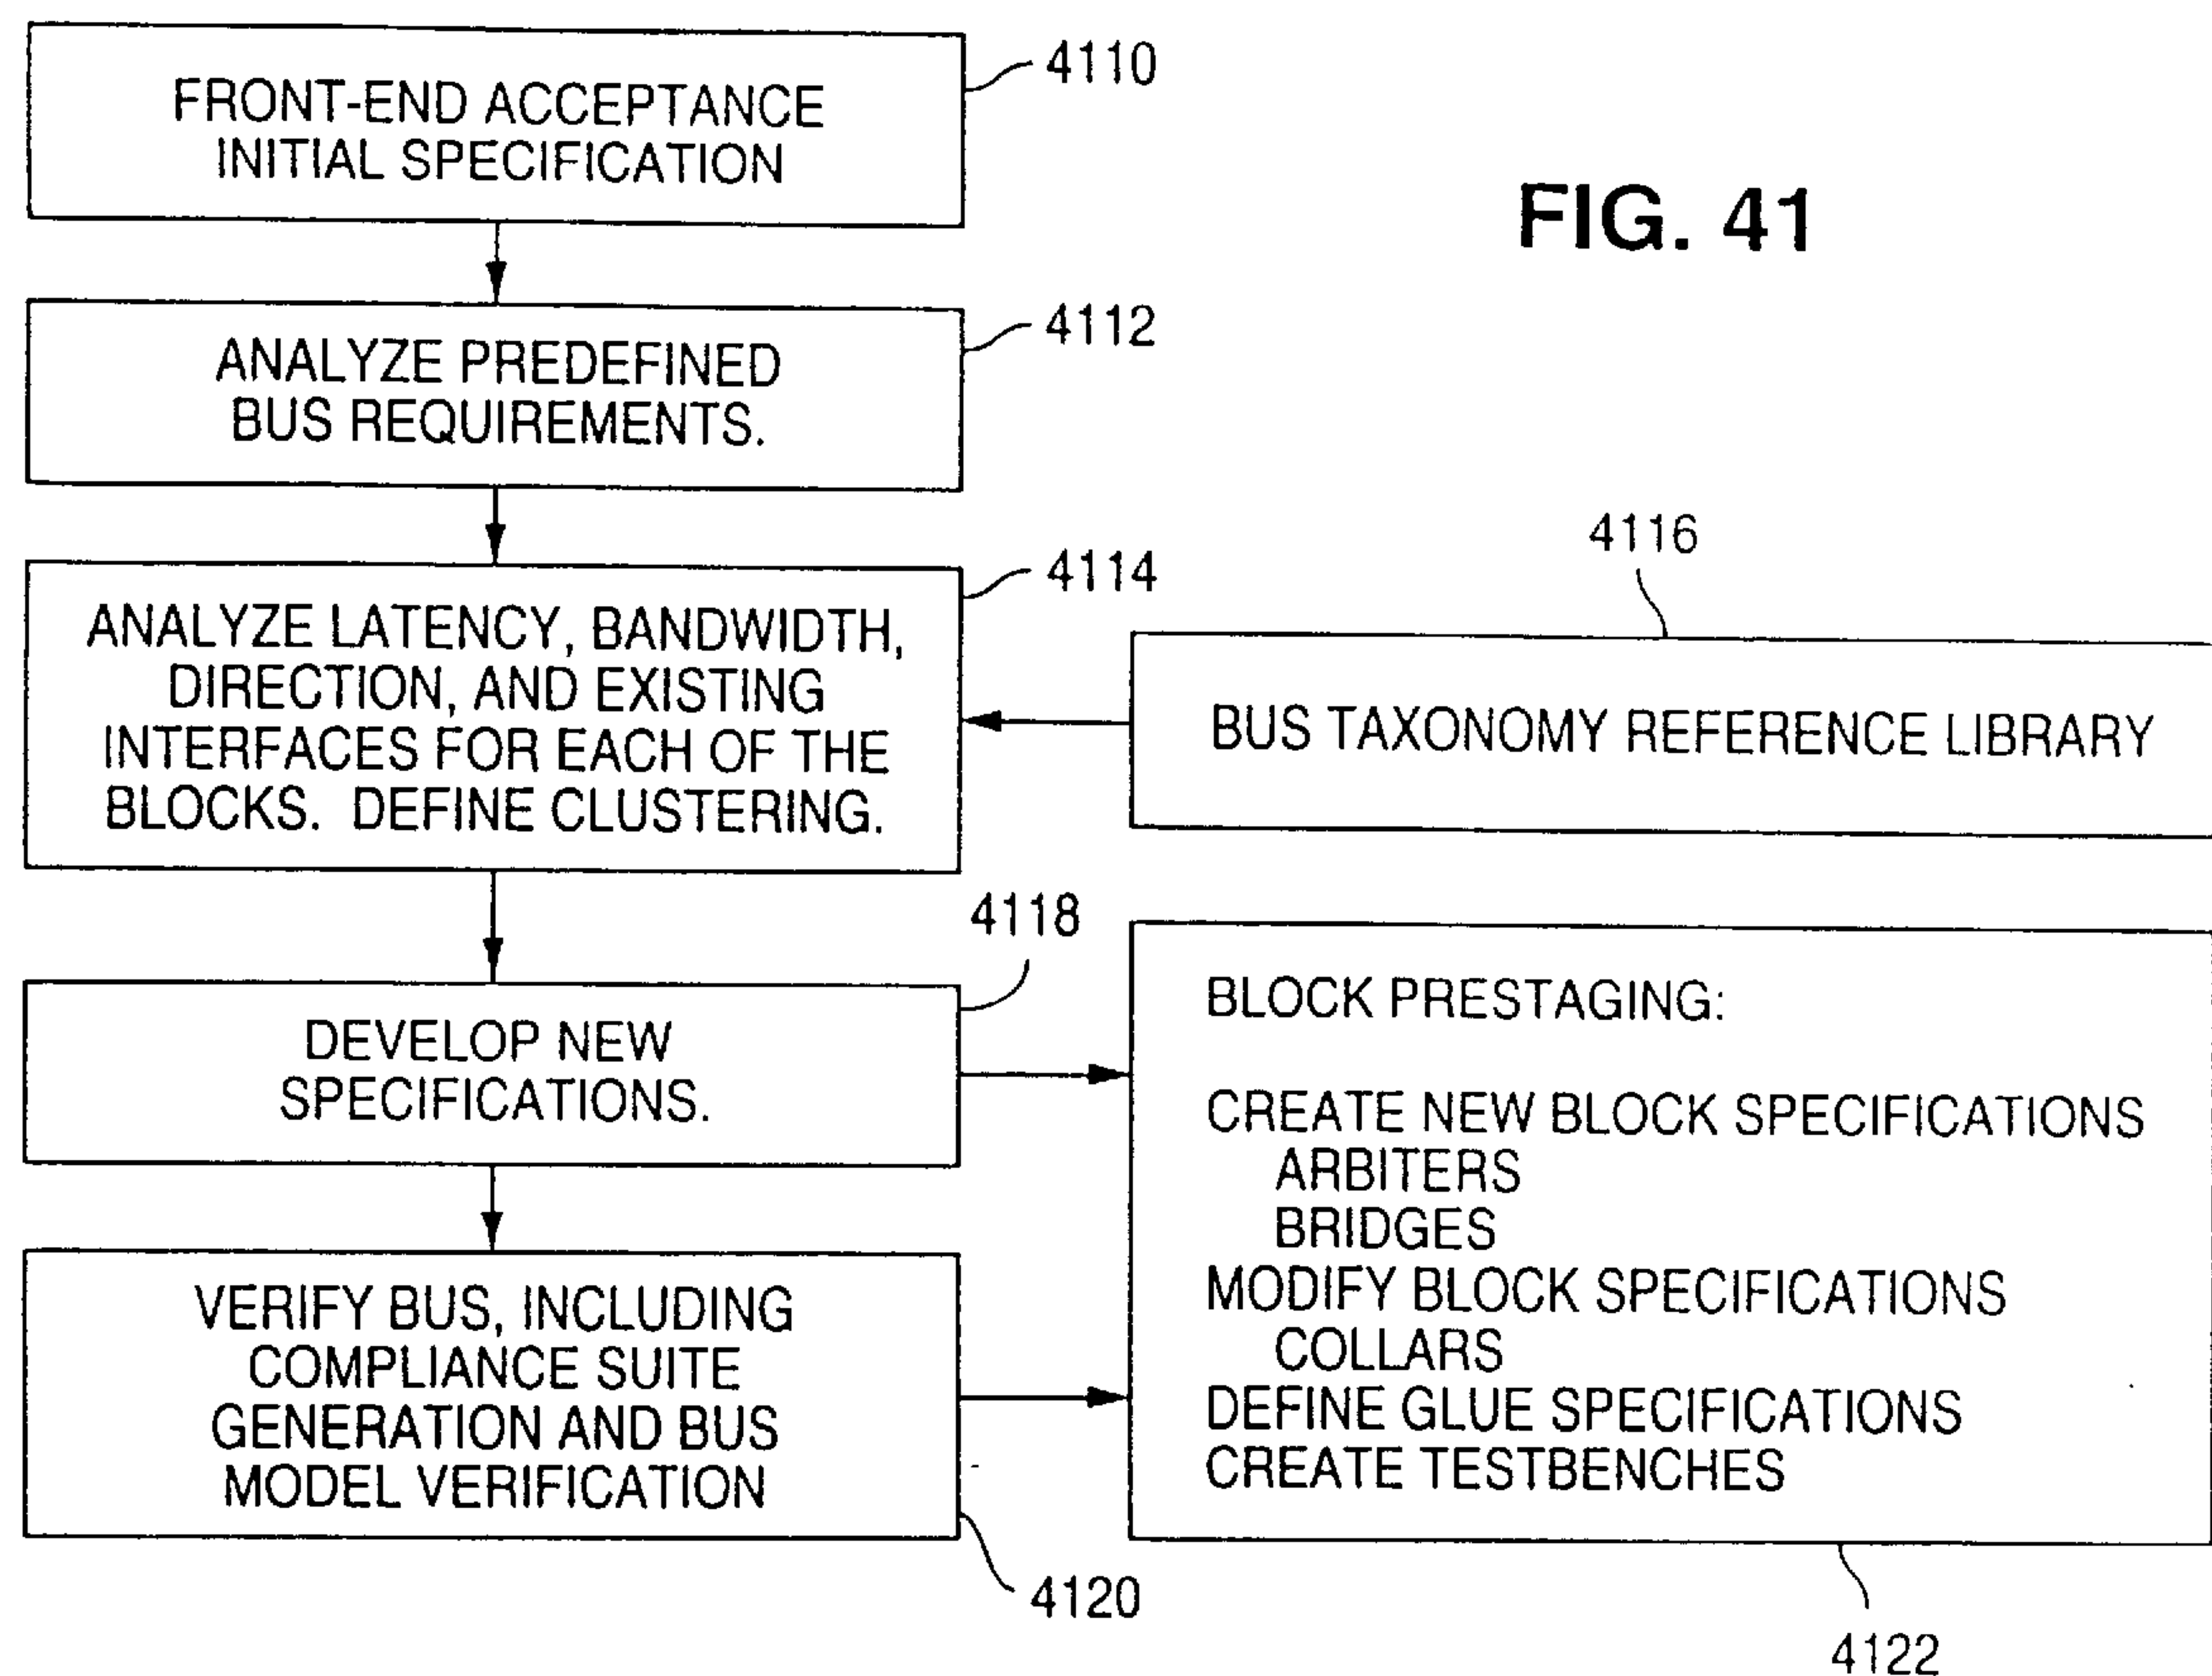 FIG. 41
4110
FRONT-END ACCEPTANCE
INITIAL SPECIFICATION
4112
ANALYZE PREDEFINED
BUS REQUIREMENTS.
4114
ANALYZE LATENCY, BANDWIDTH,
DIRECTION, AND EXISTING
INTERFACES FOR EACH OF THE
BLOCKS. DEFINE CLUSTERING.
4116
BUS TAXONOMY REFERENCE LIBRARY
4118
DEVELOP NEW
SPECIFICATIONS.
VERIFY BUS, INCLUDING
COMPLIANCE SUITE
GENERATION AND BUS
MODEL VERIFICATION
4120
BLOCK PRESTAGING:
CREATE NEW BLOCK SPECIFICATIONS
ARBITERS
BRIDGES
MODIFY BLOCK SPECIFICATIONS
COLLARS
DEFINE GLUE SPECIFICATIONS
CREATE TESTBENCHES
4122